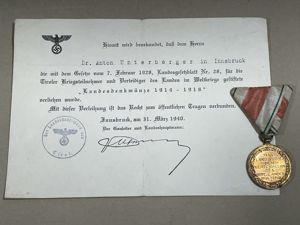 Hiermit wird beurkundet, daß dem Herrn
Dr. Anton Unterberger in Innsbruck
die mit dem Gesetze vom 7. Februar 1928, Landesgesetzblatt Nr. 28, für die
Tiroler Kriegsteilnehmer und Verteidiger des Landes im Weltkriege gestiftete
"Landesdenkmünze 1914 - 1918"
verliehen wurde.
Mit dieser Verleihung ist das Recht zum öffentlichen Tragen verbunden.
Innsbruck, am 31. März 1940.
Der Gauleiter und Landeshauptmann:
Tirol